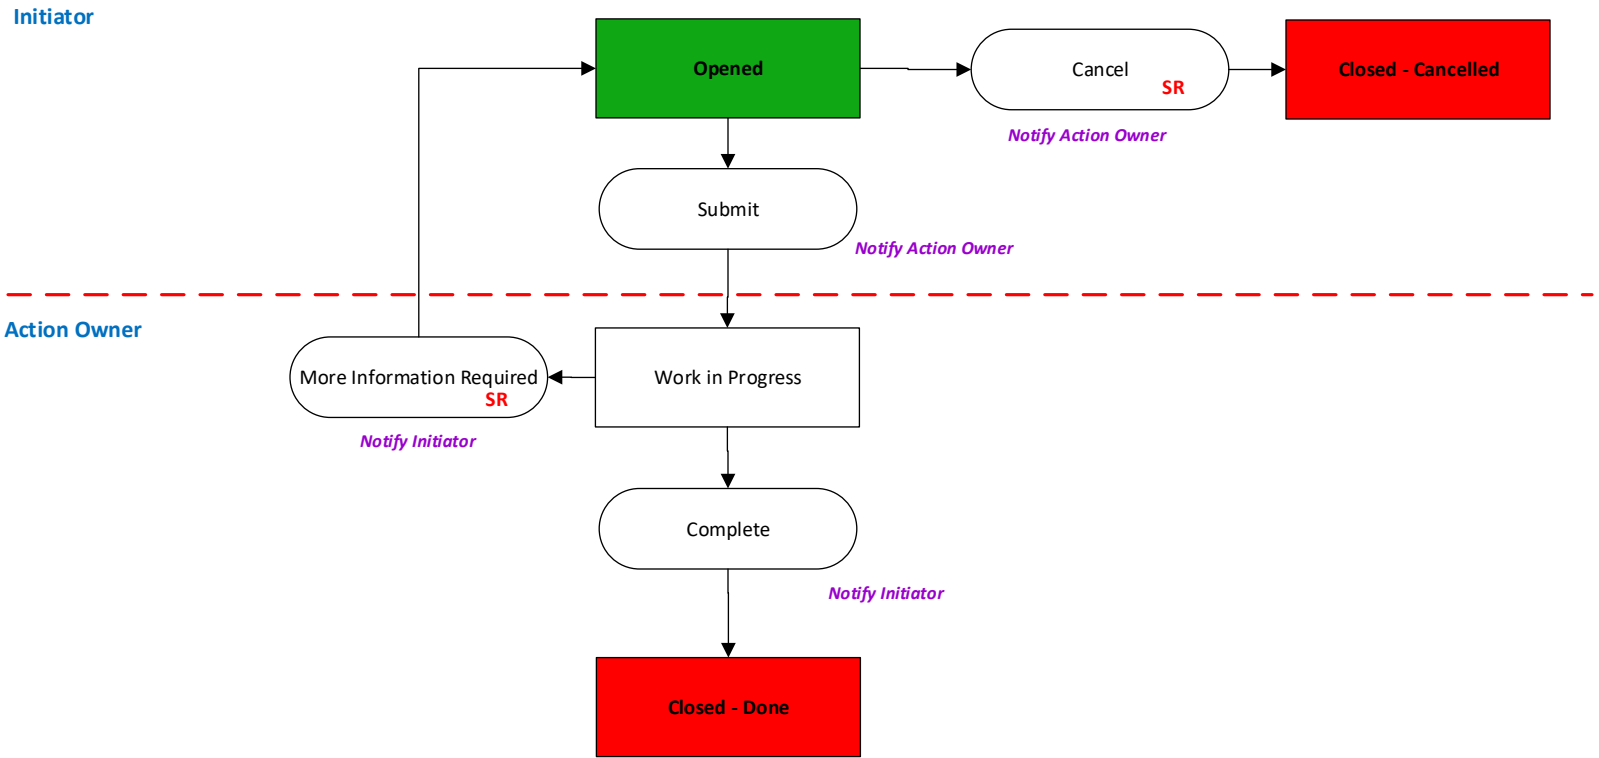 Initiator
Opened
Cancel
SR
Closed - Cancelled
Notify Action Owner
Submit
Notify Action Owner
Action Owner
More Information Required
SR
Work in Progress
Notify Initiator
Complete
Notify Initiator
Closed - Done